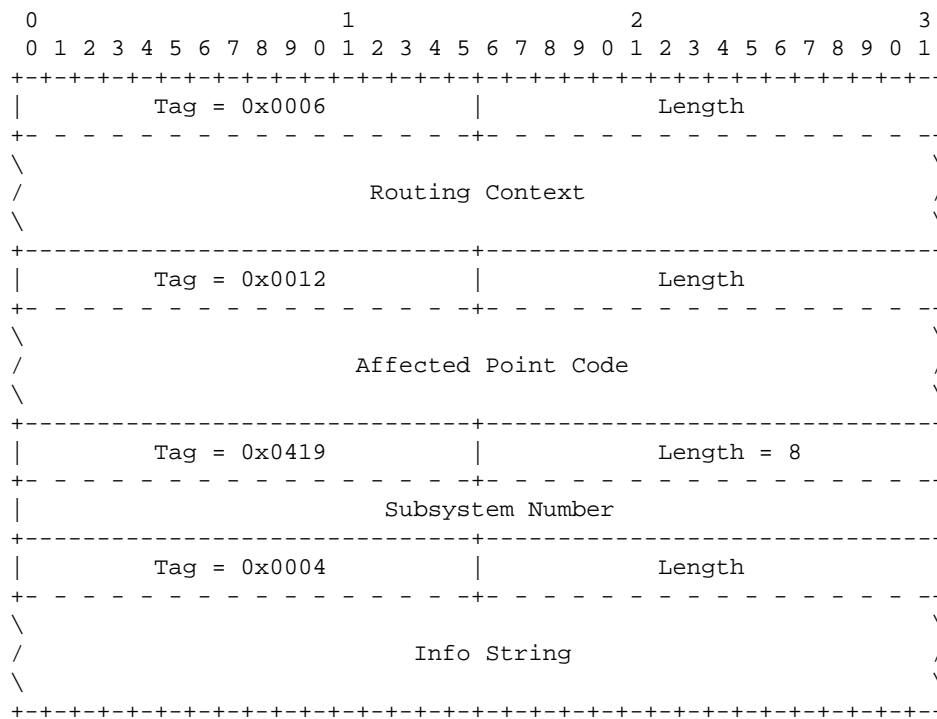 0                   1                   2                   3
 0 1 2 3 4 5 6 7 8 9 0 1 2 3 4 5 6 7 8 9 0 1 2 3 4 5 6 7 8 9 0 1
+-+-+-+-+-+-+-+-+-+-+-+-+-+-+-+-+-+-+-+-+-+-+-+-+-+-+-+-+-+-+-+--
|         Tag = 0x0006          |            Length
+- - - - - - - - - - - - - - - -+- - - - - - - - - - - - - - - --
\                                                               \
/                        Routing Context                        /
\                                                               \
+-------------------------------+--------------------------------
|         Tag = 0x0012          |            Length
+- - - - - - - - - - - - - - - -+- - - - - - - - - - - - - - - --
\                                                               \
/                       Affected Point Code                     /
\                                                               \
+-------------------------------+--------------------------------
|         Tag = 0x0419          |            Length = 8
+- - - - - - - - - - - - - - - -+- - - - - - - - - - - - - - - --
|                         Subsystem Number
+-------------------------------+--------------------------------
|         Tag = 0x0004          |            Length
+- - - - - - - - - - - - - - - -+- - - - - - - - - - - - - - - --
\                                                               \
/                           Info String                         /
\                                                               \
+-+-+-+-+-+-+-+-+-+-+-+-+-+-+-+-+-+-+-+-+-+-+-+-+-+-+-+-+-+-+-+--